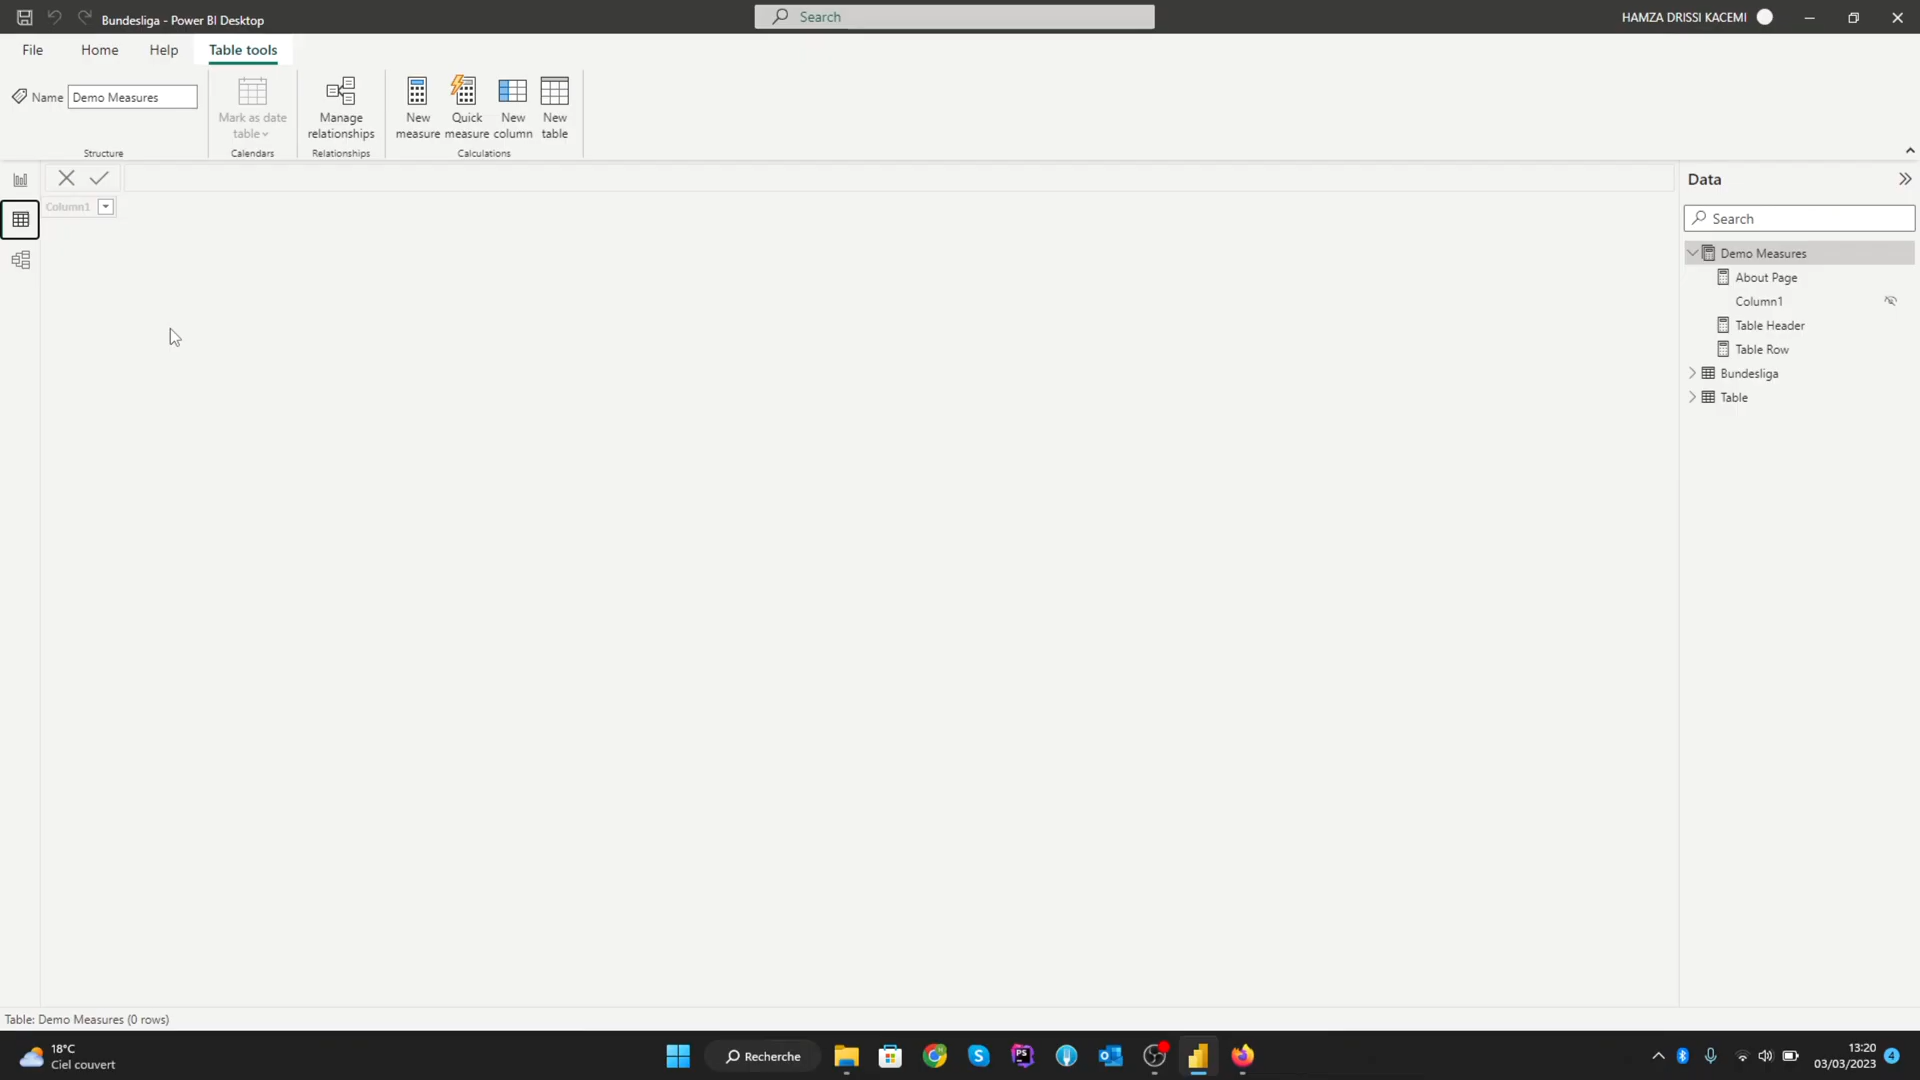 Bundesliga - Power BI Desktop
Search
HAMZA DRISSI KACEMI
File
Home
Help
Table tools
Name
Demo Measures
Mark as date
table
Manage
relationships
New
measure
Quick
measure
New
column
New
table
Structure
Calendars
Relationships
Calculations
Column1
Data
Search
Demo Measures
About Page
Column1
Table Header
Table Row
Bundesliga
Table
Table: Demo Measures (0 rows)
18°C
Ciel couvert
Recherche
PS
13:20
03/03/2023
4